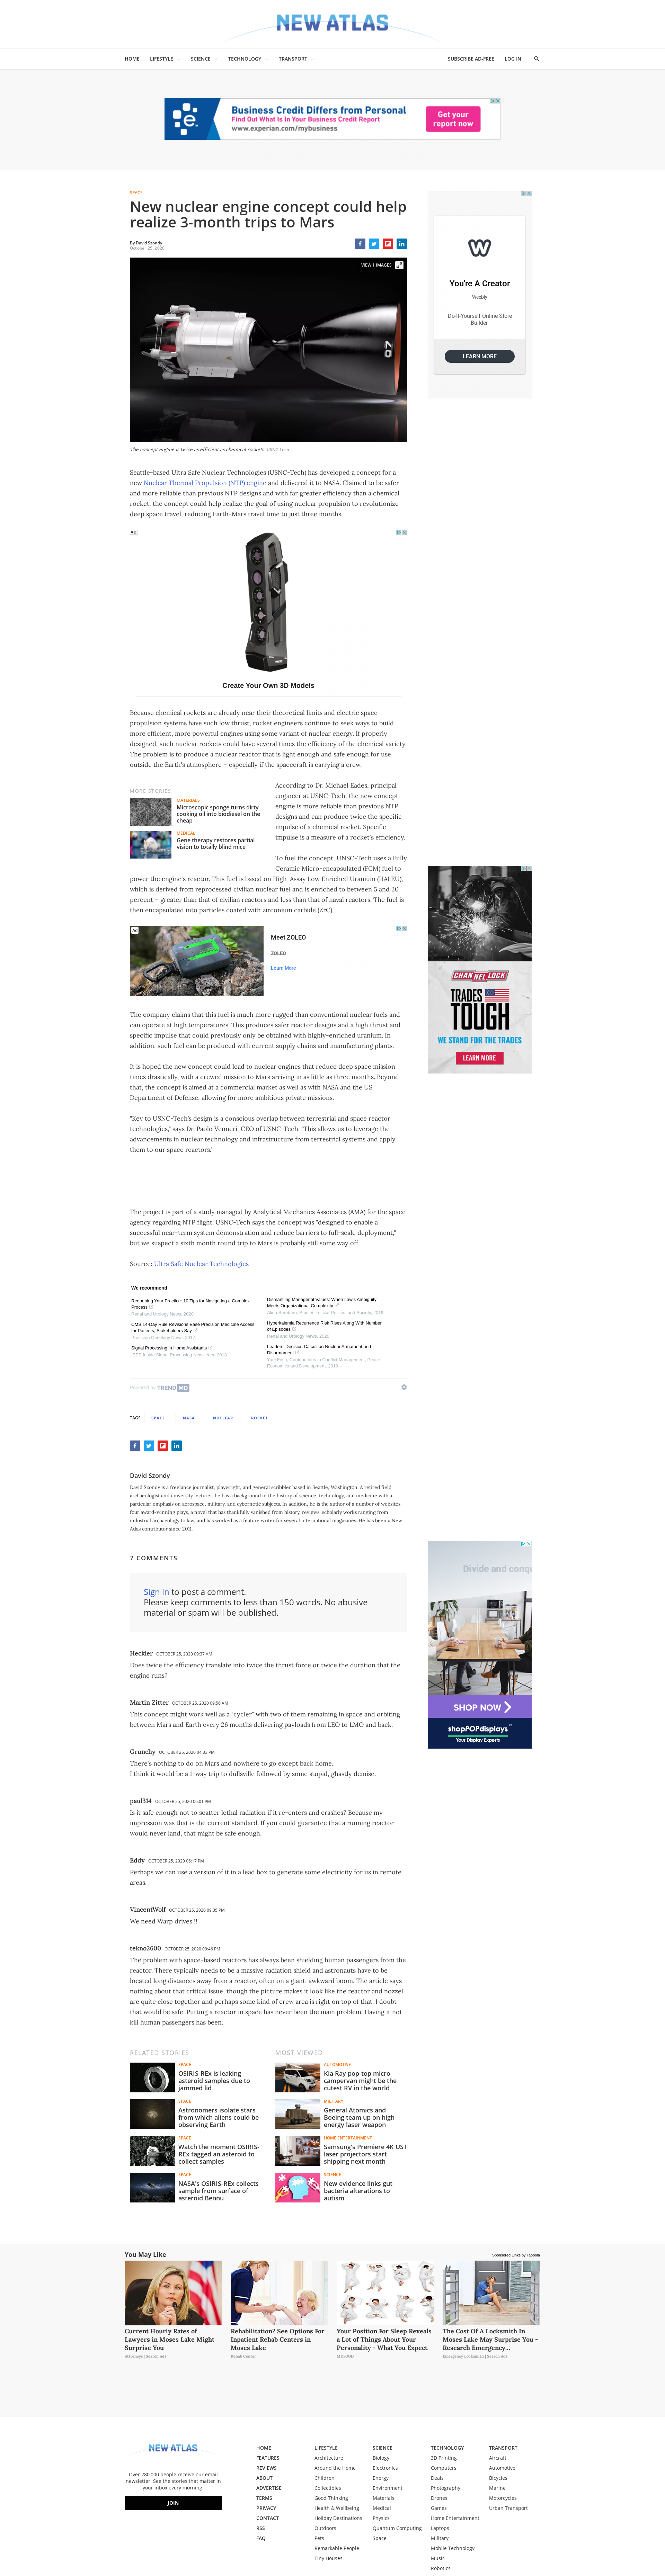 NEW ATLAS
HOME
LIFESTYLE
SCIENCE
TECHNOLOGY
TRANSPORT
SUBSCRIBE AD-FREE
LOG IN
Business Credit Differs from Personal
Find Out What Is In Your Business Credit Report
www.experian.com/mybusiness
Get your
report now
SPACE
New nuclear engine concept could help
realize 3-month trips to Mars
By David Szondy
October 25, 2020
VIEW 1 IMAGES
The concept engine is twice as efficient as chemical rockets USNC-Tech
Seattle-based Ultra Safe Nuclear Technologies (USNC-Tech) has developed a concept for a
new Nuclear Thermal Propulsion (NTP) engine and delivered it to NASA. Claimed to be safer
and more reliable than previous NTP designs and with far greater efficiency than a chemical
rocket, the concept could help realize the goal of using nuclear propulsion to revolutionize
deep space travel, reducing Earth-Mars travel time to just three months.
AD
Create Your Own 3D Models
Because chemical rockets are already near their theoretical limits and electric space
propulsion systems have such low thrust, rocket engineers continue to seek ways to build
more efficient, more powerful engines using some variant of nuclear energy. If properly
designed, such nuclear rockets could have several times the efficiency of the chemical variety.
The problem is to produce a nuclear reactor that is light enough and safe enough for use
outside the Earth's atmosphere – especially if the spacecraft is carrying a crew.
MORE STORIES
MATERIALS
Microscopic sponge turns dirty
cooking oil into biodiesel on the
cheap
MEDICAL
Gene therapy restores partial
vision to totally blind mice
According to Dr. Michael Eades, principal
engineer at USNC-Tech, the new concept
engine is more reliable than previous NTP
designs and can produce twice the specific
impulse of a chemical rocket. Specific
impulse is a measure of a rocket's efficiency.
To fuel the concept, UNSC-Tech uses a Fully
Ceramic Micro-encapsulated (FCM) fuel to
power the engine's reactor. This fuel is based on High-Assay Low Enriched Uranium (HALEU),
which is derived from reprocessed civilian nuclear fuel and is enriched to between 5 and 20
percent – greater than that of civilian reactors and less than that of naval reactors. The fuel is
then encapsulated into particles coated with zirconium carbide (ZrC).
Ad
Meet ZOLEO
ZOLEO
Learn More
The company claims that this fuel is much more rugged than conventional nuclear fuels and
can operate at high temperatures. This produces safer reactor designs and a high thrust and
specific impulse that could previously only be obtained with highly-enriched uranium. In
addition, such fuel can be produced with current supply chains and manufacturing plants.
It is hoped the new concept could lead to nuclear engines that reduce deep space mission
times drastically, with a crewed mission to Mars arriving in as little as three months. Beyond
that, the concept is aimed at a commercial market as well as with NASA and the US
Department of Defense, allowing for more ambitious private missions.
"Key to USNC-Tech's design is a conscious overlap between terrestrial and space reactor
technologies," says Dr. Paolo Venneri, CEO of USNC-Tech. "This allows us to leverage the
advancements in nuclear technology and infrastructure from terrestrial systems and apply
them to our space reactors."
The project is part of a study managed by Analytical Mechanics Associates (AMA) for the space
agency regarding NTP flight. USNC-Tech says the concept was "designed to enable a
successful near-term system demonstration and reduce barriers to full-scale deployment,"
but we suspect a sixth month round trip to Mars is probably still some way off.
Source: Ultra Safe Nuclear Technologies
We recommend
Reopening Your Practice: 10 Tips for Navigating a Complex
Process
Renal and Urology News, 2020
CMS 14-Day Rule Revisions Ease Precision Medicine Access
for Patients, Stakeholders Say
Precision Oncology News, 2017
Signal Processing in Home Assistants
IEEE Inside Signal Processing Newsletter, 2018
Dismantling Managerial Values: When Law's Ambiguity
Meets Organizational Complexity
Alina Surubaru, Studies in Law, Politics, and Society, 2019
Hyperkalemia Recurrence Risk Rises Along With Number
of Episodes
Renal and Urology News, 2020
Leaders' Decision Calculi on Nuclear Armament and
Disarmament
Yael Freis, Contributions to Conflict Management, Peace
Economics and Development, 2019
Powered by TREND MD
TAGS
SPACE
NASA
NUCLEAR
ROCKET
David Szondy
David Szondy is a freelance journalist, playwright, and general scribbler based in Seattle, Washington. A retired field
archaeologist and university lecturer, he has a background in the history of science, technology, and medicine with a
particular emphasis on aerospace, military, and cybernetic subjects. In addition, he is the author of a number of websites,
four award-winning plays, a novel that has thankfully vanished from history, reviews, scholarly works ranging from
industrial archaeology to law, and has worked as a feature writer for several international magazines. He has been a New
Atlas contributor since 2011.
7 COMMENTS
Sign in to post a comment.
Please keep comments to less than 150 words. No abusive
material or spam will be published.
Heckler OCTOBER 25, 2020 09:37 AM
Does twice the efficiency translate into twice the thrust force or twice the duration that the
engine runs?
Martin Zitter OCTOBER 25, 2020 09:56 AM
This concept might work well as a "cycler" with two of them remaining in space and orbiting
between Mars and Earth every 26 months delivering payloads from LEO to LMO and back.
Grunchy OCTOBER 25, 2020 04:33 PM
There's nothing to do on Mars and nowhere to go except back home.
I think it would be a 1-way trip to dullsville followed by some stupid, ghastly demise.
paul314 OCTOBER 25, 2020 06:01 PM
Is it safe enough not to scatter lethal radiation if it re-enters and crashes? Because my
impression was that is the current standard. If you could guarantee that a running reactor
would never land, that might be safe enough.
Eddy OCTOBER 25, 2020 06:17 PM
Perhaps we can use a version of it in a lead box to generate some electricity for us in remote
areas.
VincentWolf OCTOBER 25, 2020 09:35 PM
We need Warp drives !!
tekno2600 OCTOBER 25, 2020 09:46 PM
The problem with space-based reactors has always been shielding human passengers from the
reactor. There typically needs to be a massive radiation shield and astronauts have to be
located long distances away from a reactor, often on a giant, awkward boom. The article says
nothing about that critical issue, though the picture makes it look like the reactor and nozzel
are quite close together and perhaps some kind of crew area is right on top of that. I doubt
that would be safe. Putting a reactor in space has never been the main problem. Having it not
kill human passengers has been.
RELATED STORIES
SPACE
OSIRIS-REx is leaking
asteroid samples due to
jammed lid
SPACE
Astronomers isolate stars
from which aliens could be
observing Earth
SPACE
Watch the moment OSIRIS-
REx tagged an asteroid to
collect samples
SPACE
NASA's OSIRIS-REx collects
sample from surface of
asteroid Bennu
MOST VIEWED
AUTOMOTIVE
Kia Ray pop-top micro-
campervan might be the
cutest RV in the world
MILITARY
General Atomics and
Boeing team up on high-
energy laser weapon
HOME ENTERTAINMENT
Samsung's Premiere 4K UST
laser projectors start
shipping next month
SCIENCE
New evidence links gut
bacteria alterations to
autism
You're A Creator
Weebly
Do-It-Yourself Online Store
Builder.
LEARN MORE
CHANNELLOCK
TRADES
TOUGH
WE STAND FOR THE TRADES
LEARN MORE
Divide and conqu
SHOP NOW
shopPOPdisplays
Your Display Experts
You May Like
Sponsored Links by Taboola
Current Hourly Rates of
Lawyers in Moses Lake Might
Surprise You
Attorneys | Search Ads
Rehabilitation? See Options For
Inpatient Rehab Centers in
Moses Lake
Rehab Center
Your Position For Sleep Reveals
a Lot of Things About Your
Personality - What You Expect
MDFOOD
The Cost Of A Locksmith In
Moses Lake May Surprise You -
Research Emergency...
Emergency Locksmith | Search Ads
NEW ATLAS
Over 280,000 people receive our email
newsletter. See the stories that matter in
your inbox every morning.
JOIN
HOME
FEATURES
REVIEWS
ABOUT
ADVERTISE
TERMS
PRIVACY
CONTACT
RSS
FAQ
LIFESTYLE
Architecture
Around the Home
Children
Collectibles
Good Thinking
Health & Wellbeing
Holiday Destinations
Outdoors
Pets
Remarkable People
Tiny Houses
SCIENCE
Biology
Electronics
Energy
Environment
Materials
Medical
Physics
Quantum Computing
Space
TECHNOLOGY
3D Printing
Computers
Deals
Photography
Drones
Games
Home Entertainment
Laptops
Military
Mobile Technology
Music
Robotics
TRANSPORT
Aircraft
Automotive
Bicycles
Marine
Motorcycles
Urban Transport